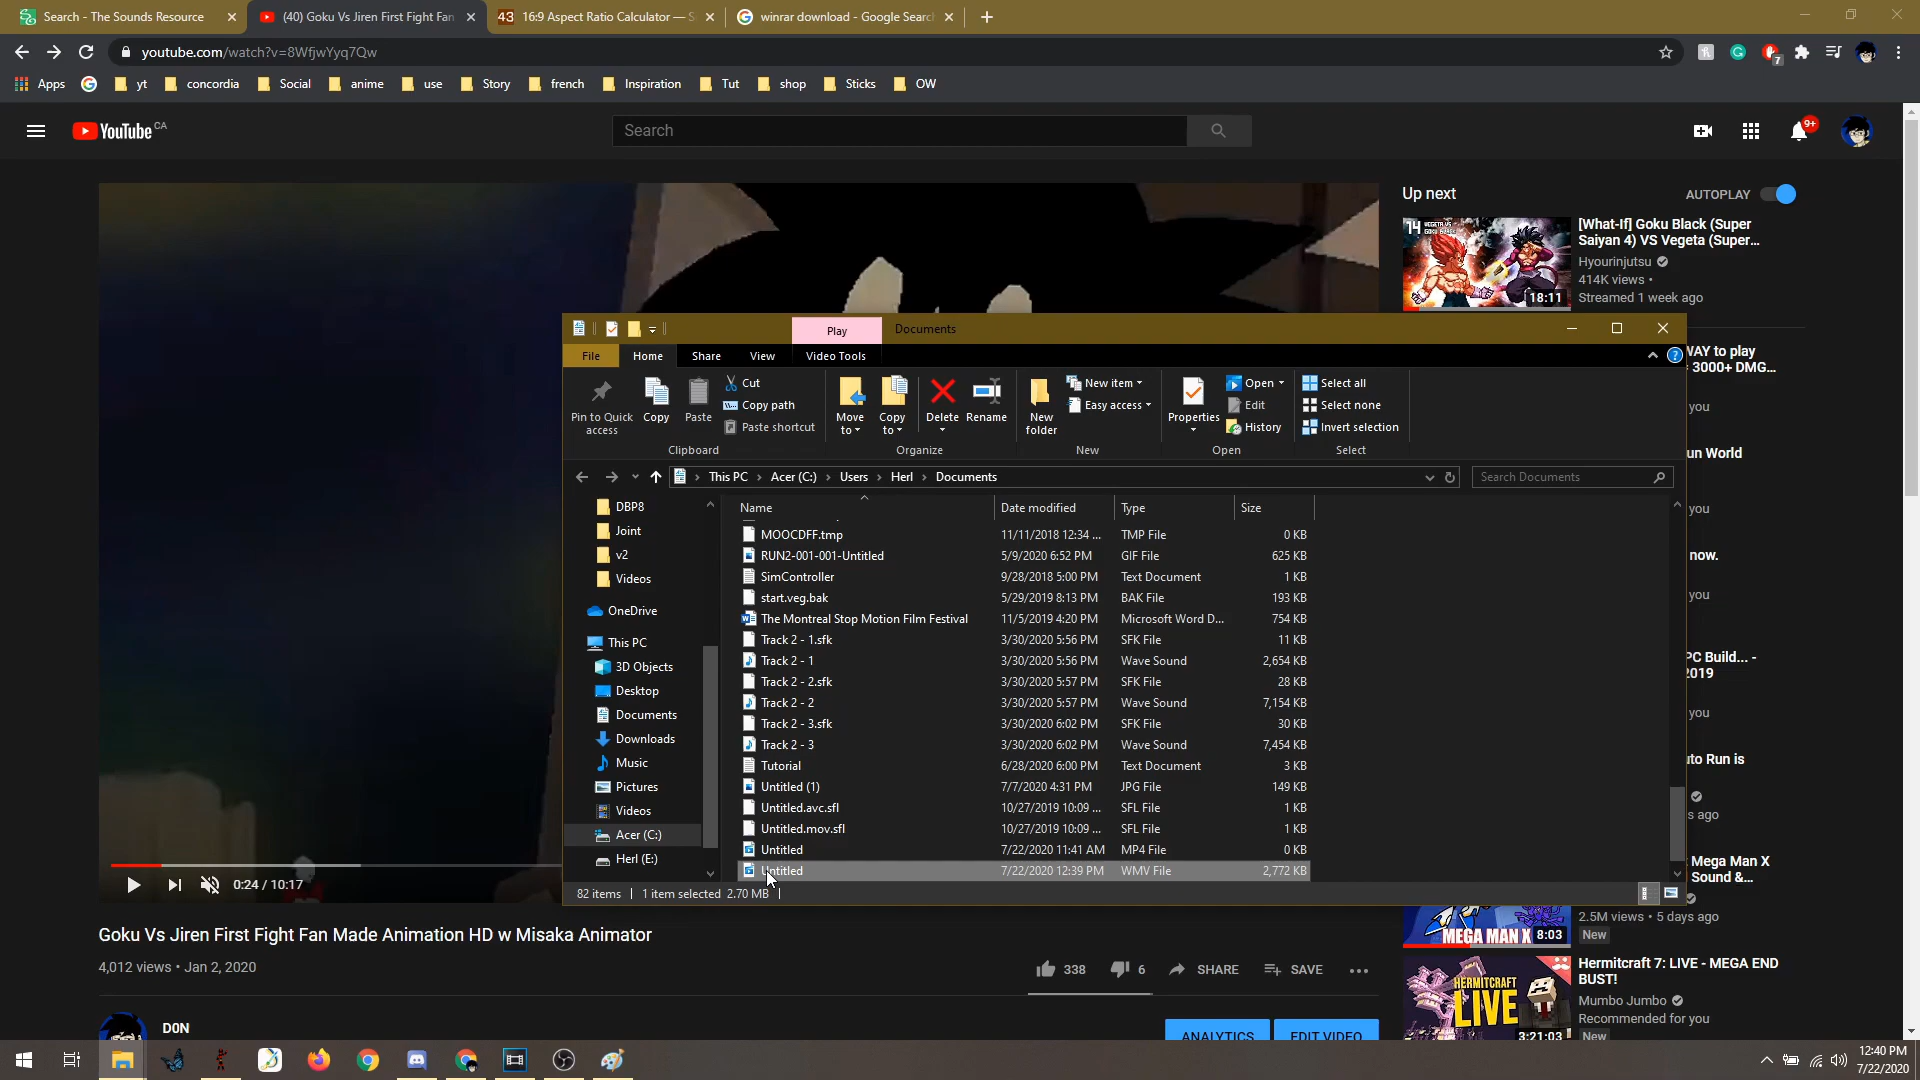 Search - The Sounds Resource
(40) Goku Vs Jiren First Fight Fan
16:9 Aspect Ratio Calculator — S
winrar download - Google Search
youtube.com/watch?v=8WfjwYyq7Qw
7
Apps yt concordia Social anime use Story french Inspiration Tut shop Sticks OW
YouTube CA
Search
9+
Up next
AUTOPLAY
[What-If] Goku Black (Super
Saiyan 4) VS Vegeta (Super...
Hyourinjutsu
414K views •
Streamed 1 week ago
18:11
Play
Documents
File Home Share View Video Tools
Pin to Quick
access
Copy
Paste
Cut
Copy path
Paste shortcut
Clipboard
Move
to
Copy
to
Delete
Rename
Organize
New
folder
New item
Easy access
New
Properties
Open
Edit
History
Open
Select all
Select none
Invert selection
Select
This PC › Acer (C:) › Users › Herl › Documents
Search Documents
DBP8
Joint
v2
Videos
OneDrive
This PC
3D Objects
Desktop
Documents
Downloads
Music
Pictures
Videos
Acer (C:)
Herl (E:)
Name Date modified Type Size
MOOCDFF.tmp 11/11/2018 12:34 ... TMP File 0 KB
RUN2-001-001-Untitled 5/9/2020 6:52 PM GIF File 625 KB
SimController 9/28/2018 5:00 PM Text Document 1 KB
start.veg.bak 5/29/2019 8:13 PM BAK File 193 KB
The Montreal Stop Motion Film Festival 11/5/2019 4:20 PM Microsoft Word D... 754 KB
Track 2 - 1.sfk 3/30/2020 5:56 PM SFK File 11 KB
Track 2 - 1 3/30/2020 5:56 PM Wave Sound 2,654 KB
Track 2 - 2.sfk 3/30/2020 5:57 PM SFK File 28 KB
Track 2 - 2 3/30/2020 5:57 PM Wave Sound 7,154 KB
Track 2 - 3.sfk 3/30/2020 6:02 PM SFK File 30 KB
Track 2 - 3 3/30/2020 6:02 PM Wave Sound 7,454 KB
Tutorial 6/28/2020 6:00 PM Text Document 3 KB
Untitled (1) 7/7/2020 4:31 PM JPG File 149 KB
Untitled.avc.sfl 10/27/2019 10:09 ... SFL File 1 KB
Untitled.mov.sfl 10/27/2019 10:09 ... SFL File 1 KB
Untitled 7/22/2020 11:41 AM MP4 File 0 KB
Untitled 7/22/2020 12:39 PM WMV File 2,772 KB
82 items 1 item selected 2.70 MB
WAY to play
3000+ DMG...
you
un World
you
now.
you
PC Build... -
2019
you
uto Run is
s ago
Mega Man X
Sound &...
2.5M views • 5 days ago
New
MEGA MAN X
8:03
Hermitcraft 7: LIVE - MEGA END
BUST!
Mumbo Jumbo
Recommended for you
New
HERMITCRAFT
LIVE
3:21:03
0:24 / 10:17
Goku Vs Jiren First Fight Fan Made Animation HD w Misaka Animator
4,012 views • Jan 2, 2020
338 6 SHARE SAVE
D0N
ANALYTICS EDIT VIDEO
12:40 PM
7/22/2020